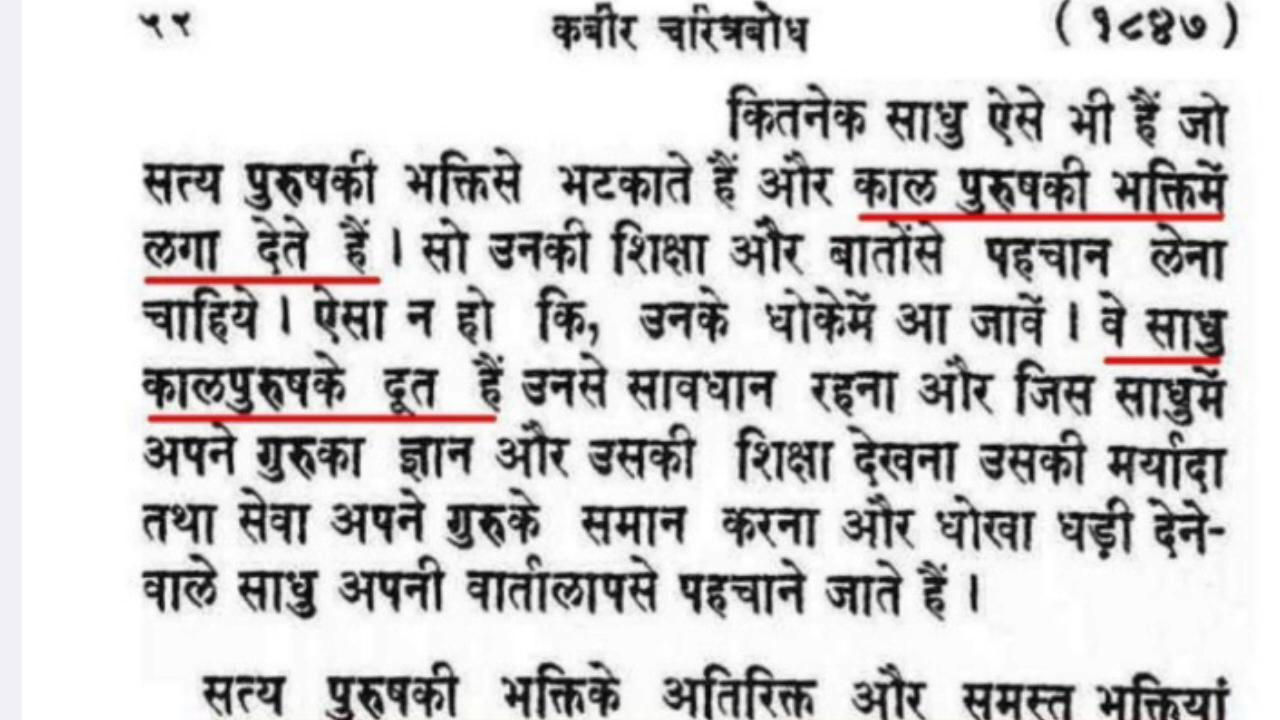 ५५ कबीर चरित्रबोध (१८४७)
कितनेक साधु ऐसे भी हैं जो
सत्य पुरुषकी भक्तिसे भटकाते हैं और काल पुरुषकी भक्तिमें
लगा देते हैं । सो उनकी शिक्षा और बातोंसे पहचान लेना
चाहिये । ऐसा न हो कि, उनके धोकेमें आ जावें । वे साधु
कालपुरुषके दूत हैं उनसे सावधान रहना और जिस साधुमें
अपने गुरुका ज्ञान और उसकी शिक्षा देखना उसकी मर्यादा
तथा सेवा अपने गुरुके समान करना और धोखा धड़ी देने-
वाले साधु अपनी वार्तालापसे पहचाने जाते हैं ।
सत्य पुरुषकी भक्तिके अतिरिक्त और समस्त भक्तियां